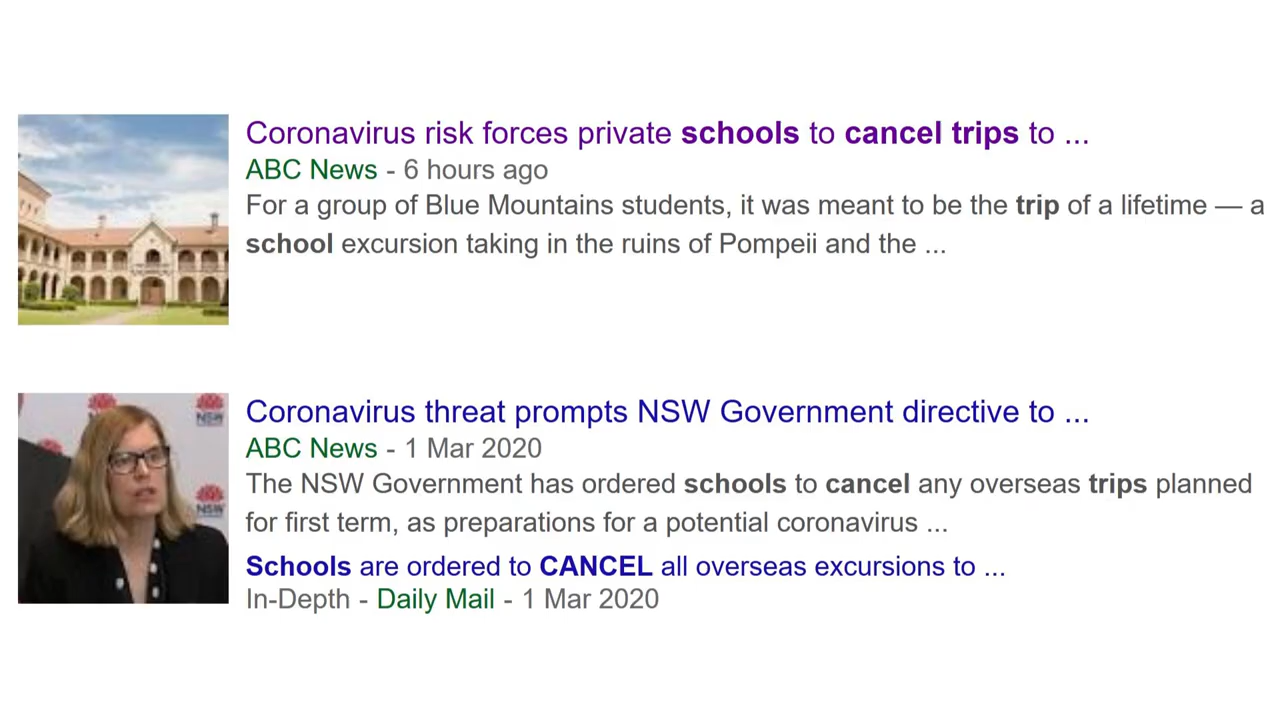 Coronavirus risk forces private schools to cancel trips to ...
ABC News - 6 hours ago
For a group of Blue Mountains students, it was meant to be the trip of a lifetime — a
school excursion taking in the ruins of Pompeii and the ...
NSW
NSW
Coronavirus threat prompts NSW Government directive to ...
ABC News - 1 Mar 2020
The NSW Government has ordered schools to cancel any overseas trips planned
for first term, as preparations for a potential coronavirus ...
Schools are ordered to CANCEL all overseas excursions to ...
In-Depth - Daily Mail - 1 Mar 2020